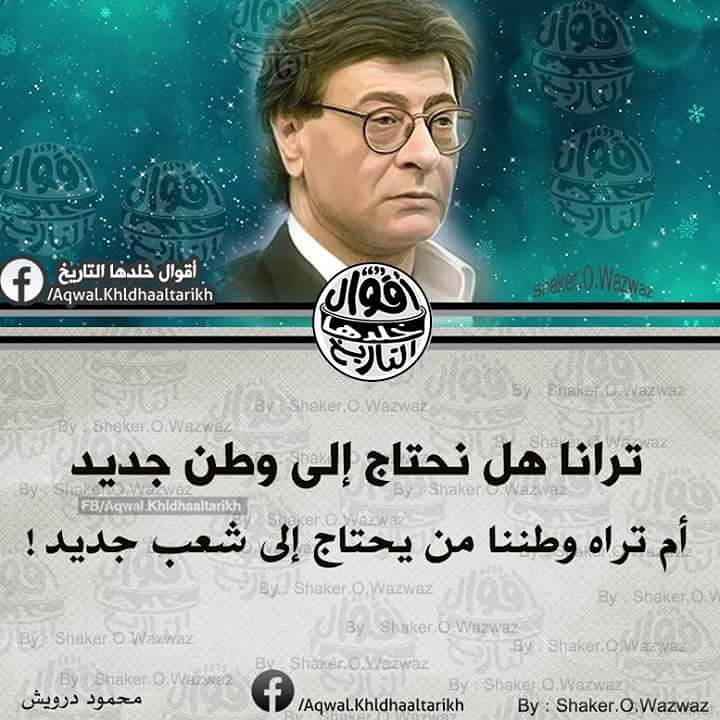 أقوال خلدها التاريخ
/Aqwal.Khldhaaltarikh
Shaker.O.Wazwaz
أقوال
خلدها
التاريخ
By : Shaker.O.Wazwaz
ترانا هل نحتاج إلى وطن جديد
FB/Aqwal.Khldhaaltarikh
أم تراه وطننا من يحتاج إلى شعب جديد !
محمود درويش
/Aqwal.Khldhaaltarikh
By : Shaker.O.Wazwaz